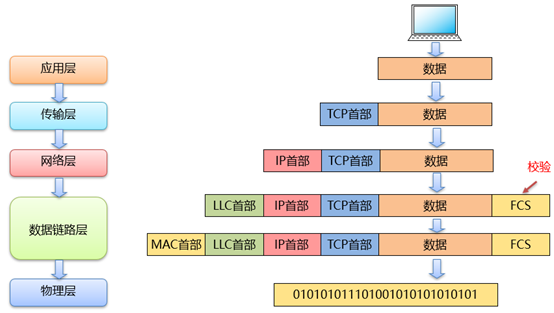 应用层
数据
传输层
TCP首部 数据
网络层
IP首部 TCP首部 数据
校验
数据链路层
LLC首部 IP首部 TCP首部 数据 FCS
MAC首部 LLC首部 IP首部 TCP首部 数据 FCS
物理层
0101010111010010101010101​01